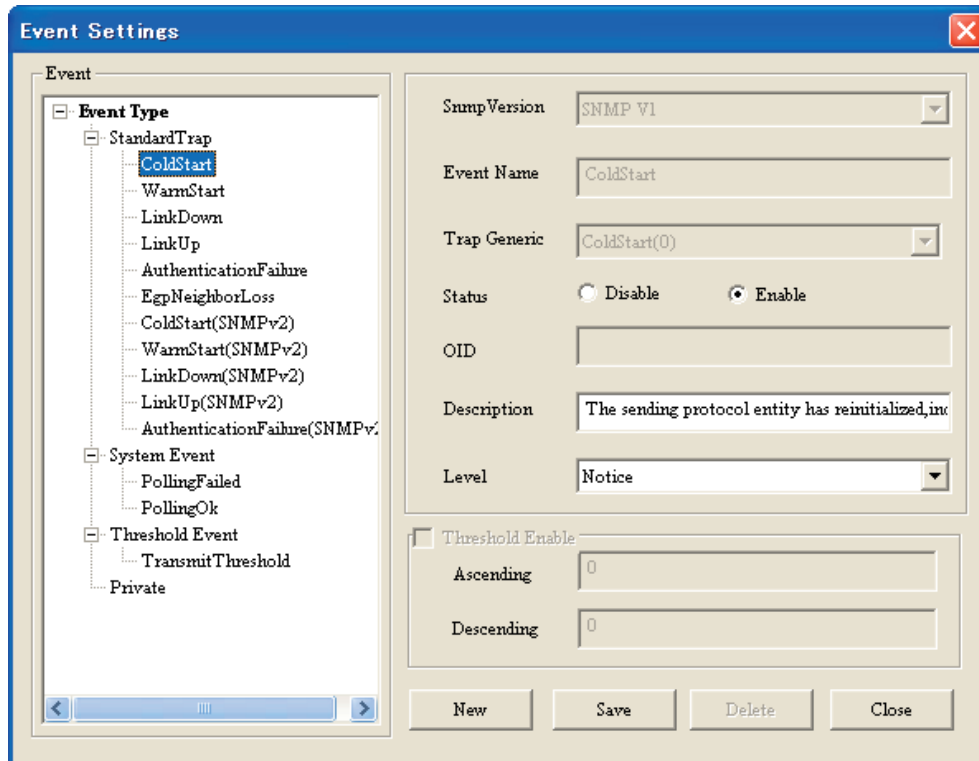 Event Settings
Event
Event Type
StandardTrap
ColdStart
WarmStart
LinkDown
LinkUp
AuthenticationFailure
EgpNeighborLoss
ColdStart(SNMPv2)
WarmStart(SNMPv2)
LinkDown(SNMPv2)
LinkUp(SNMPv2)
AuthenticationFailure(SNMPv2
System Event
PollingFailed
PollingOk
Threshold Event
TransmitThreshold
Private
SnmpVersion
SNMP V1
Event Name
ColdStart
Trap Generic
ColdStart(0)
Status
Disable
Enable
OID
Description
The sending protocol entity has reinitialized,inc
Level
Notice
Threshold Enable
Ascending
0
Descending
0
New
Save
Delete
Close